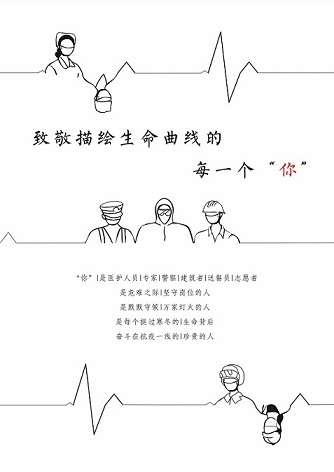 致敬描绘生命曲线的
每一个“你”
“你”|是医护人员|专家|警察|建筑者|送餐员|志愿者
是危难之际|坚守岗位的人
是默默守候|万家灯火的人
是每个挺过寒冬的|生命背后
奋斗在抗疫一线的|珍贵的人